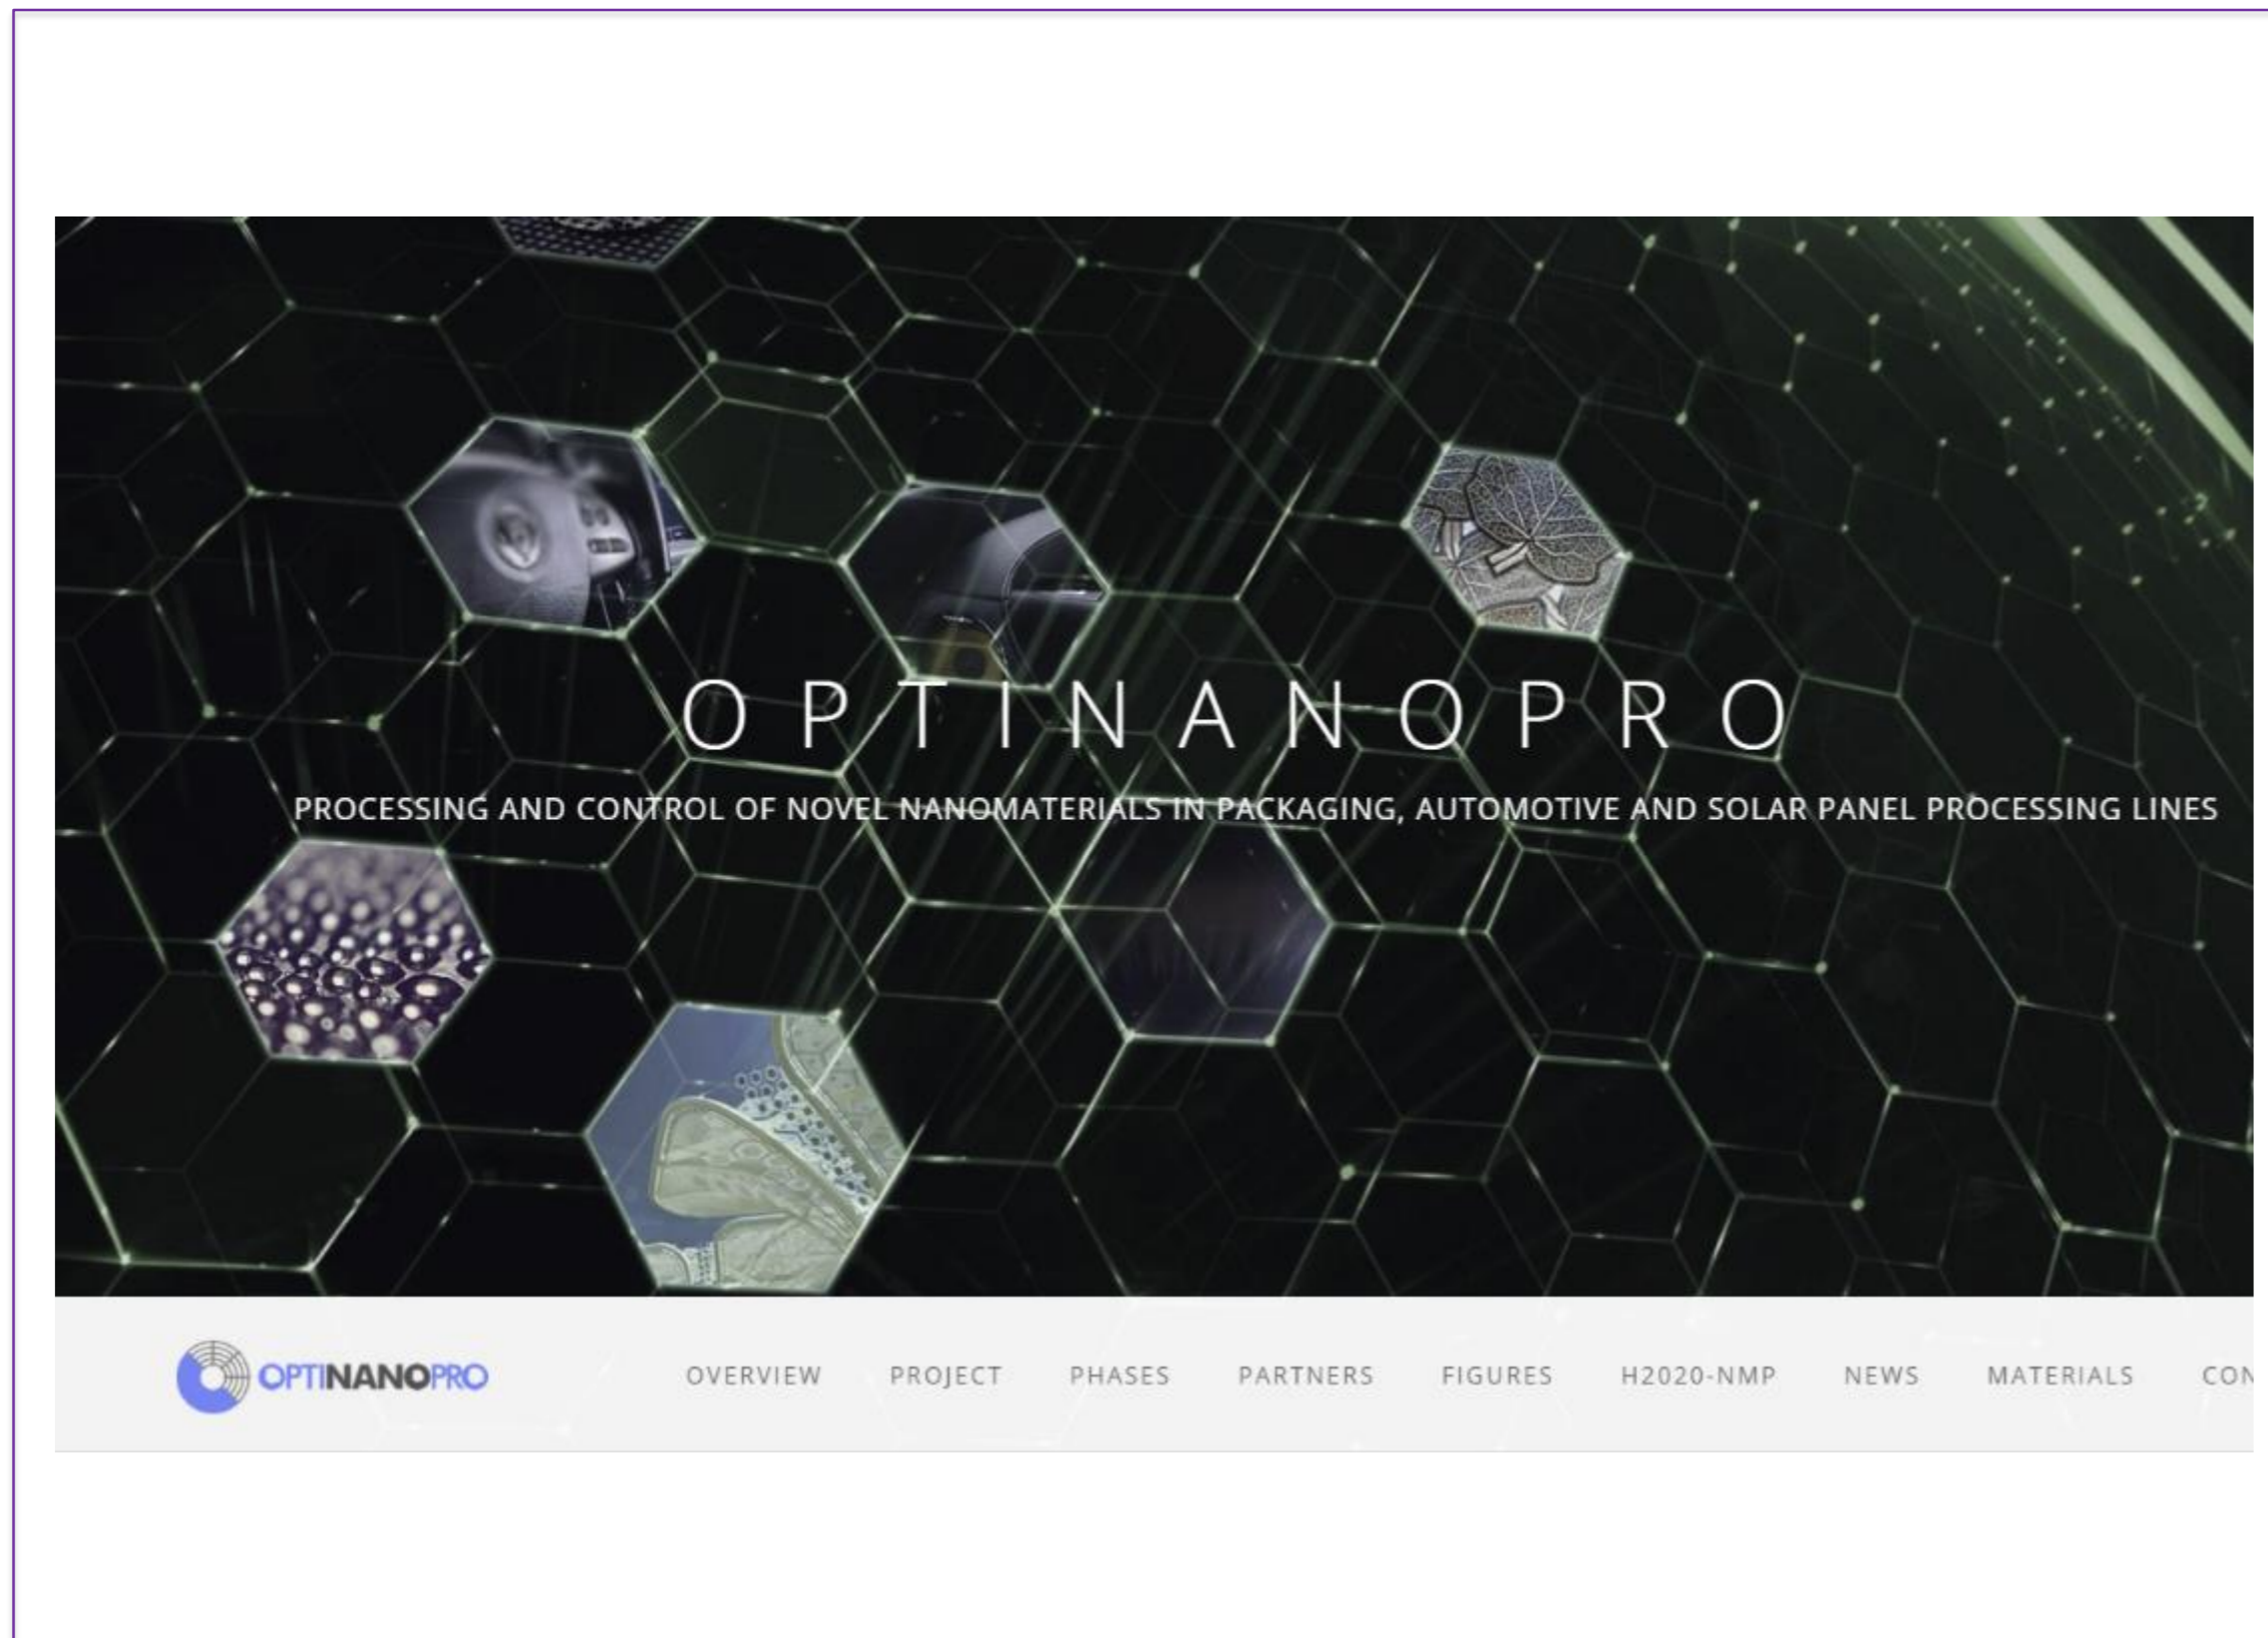 OPTINANOPRO
PROCESSING AND CONTROL OF NOVEL NANOMATERIALS IN PACKAGING, AUTOMOTIVE AND SOLAR PANEL PROCESSING LINES
OPTINANOPRO OVERVIEW PROJECT PHASES PARTNERS FIGURES H2020-NMP NEWS MATERIALS CON